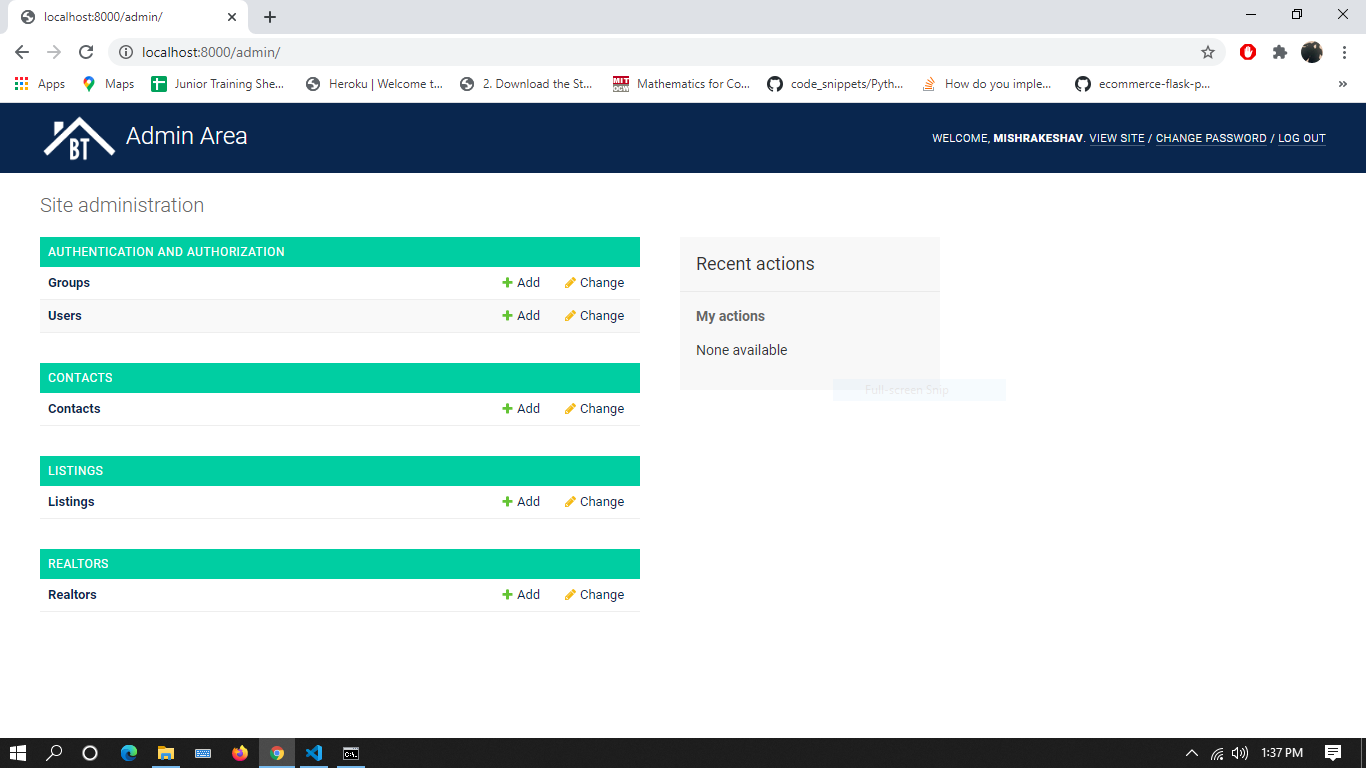 localhost:8000/admin/
localhost:8000/admin/
Apps Maps Junior Training She... Heroku | Welcome t... 2. Download the St... MIT OCW Mathematics for Co... code_snippets/Pyth... How do you imple... ecommerce-flask-p... »
BT Admin Area WELCOME, MISHRAKESHAV. VIEW SITE / CHANGE PASSWORD / LOG OUT
Site administration
AUTHENTICATION AND AUTHORIZATION
Groups Add Change
Users Add Change
CONTACTS
Contacts Add Change
LISTINGS
Listings Add Change
REALTORS
Realtors Add Change
Recent actions
My actions
None available
Full-screen Snip
1:37 PM